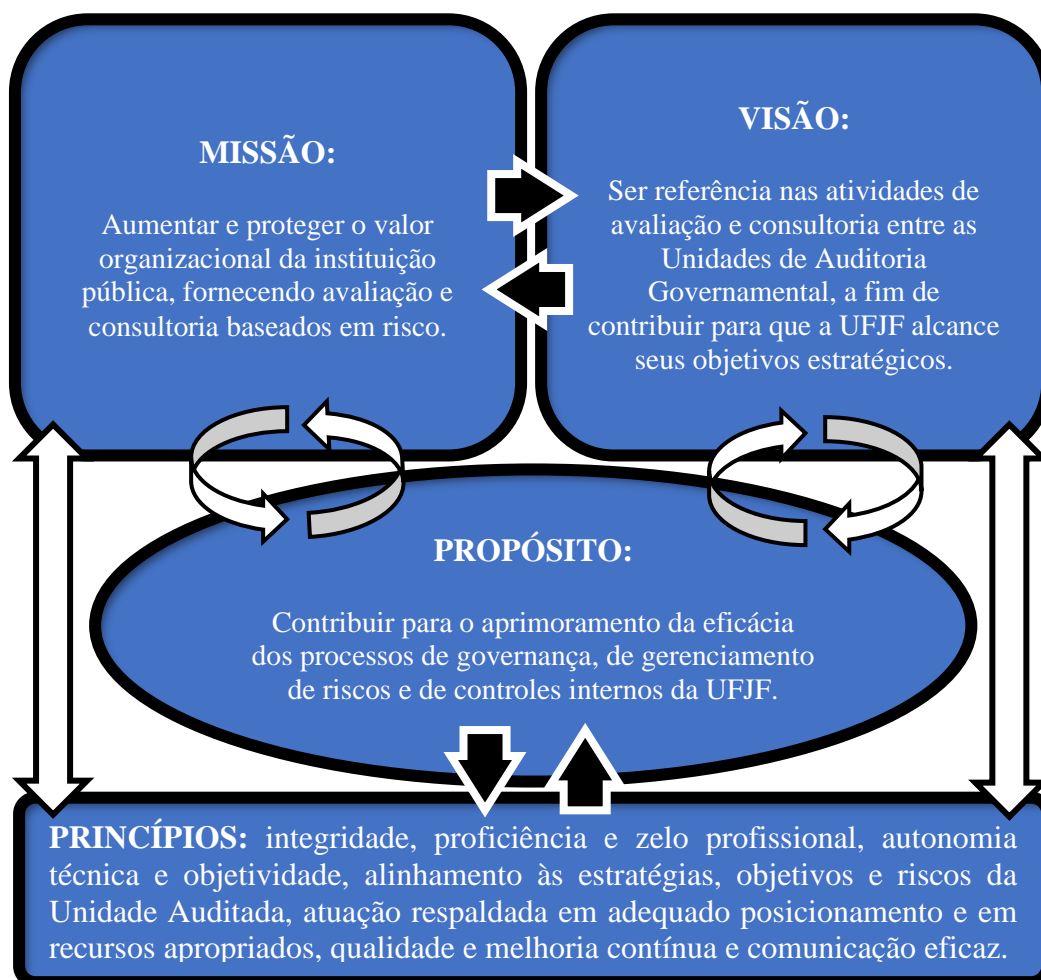 MISSÃO:
Aumentar e proteger o valor
organizacional da instituição
pública, fornecendo avaliação e
consultoria baseados em risco.
VISÃO:
Ser referência nas atividades de
avaliação e consultoria entre as
Unidades de Auditoria
Governamental, a fim de
contribuir para que a UFJF alcance
seus objetivos estratégicos.
PROPÓSITO:
Contribuir para o aprimoramento da eficácia
dos processos de governança, de gerenciamento
de riscos e de controles internos da UFJF.
PRINCÍPIOS: integridade, proficiência e zelo profissional, autonomia
técnica e objetividade, alinhamento às estratégias, objetivos e riscos da
Unidade Auditada, atuação respaldada em adequado posicionamento e em
recursos apropriados, qualidade e melhoria contínua e comunicação eficaz.